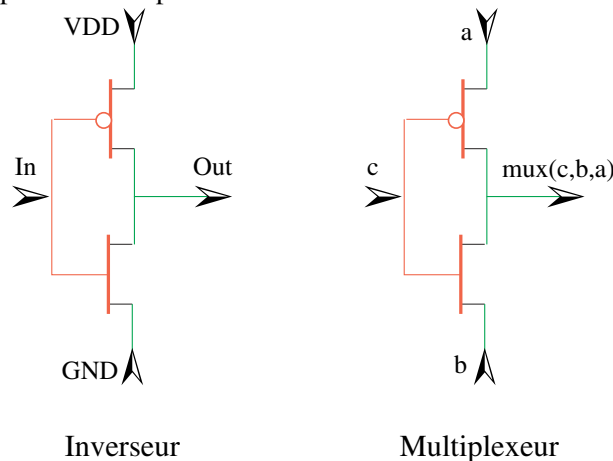 VDD
a
In
Out
c
mux(c,b,a)
GND
b
Inverseur
Multiplexeur